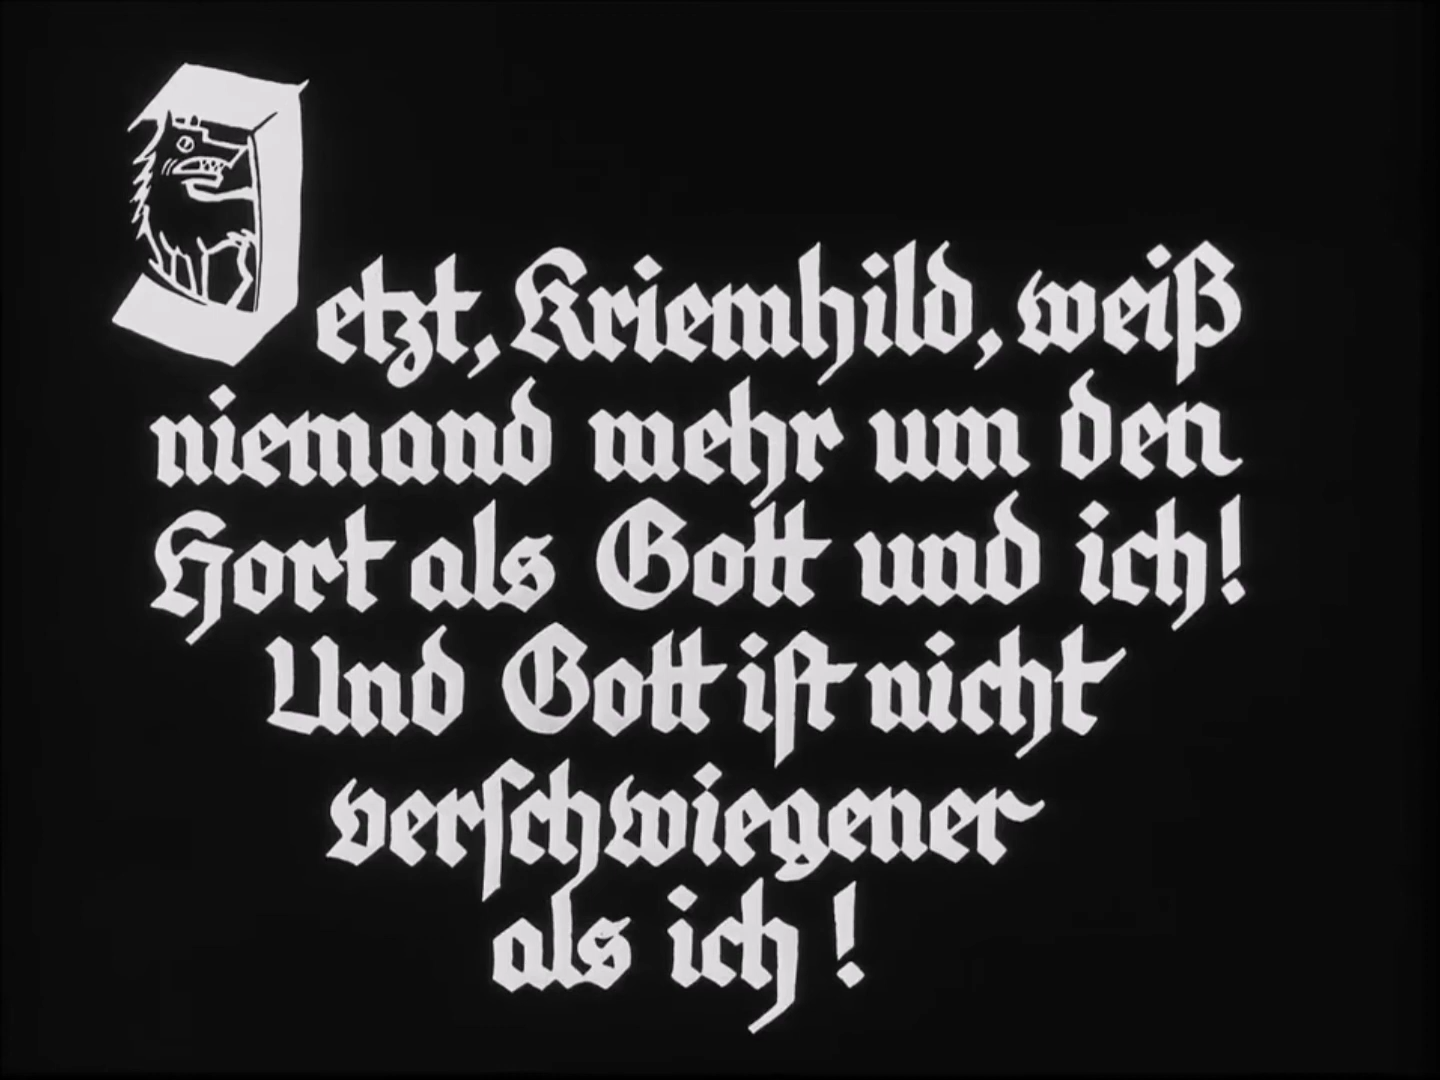 Jetzt, Kriemhild, weiß
niemand mehr um den
Hort als Gott und ich!
Und Gott iſt nicht
verſchwiegener
als ich!